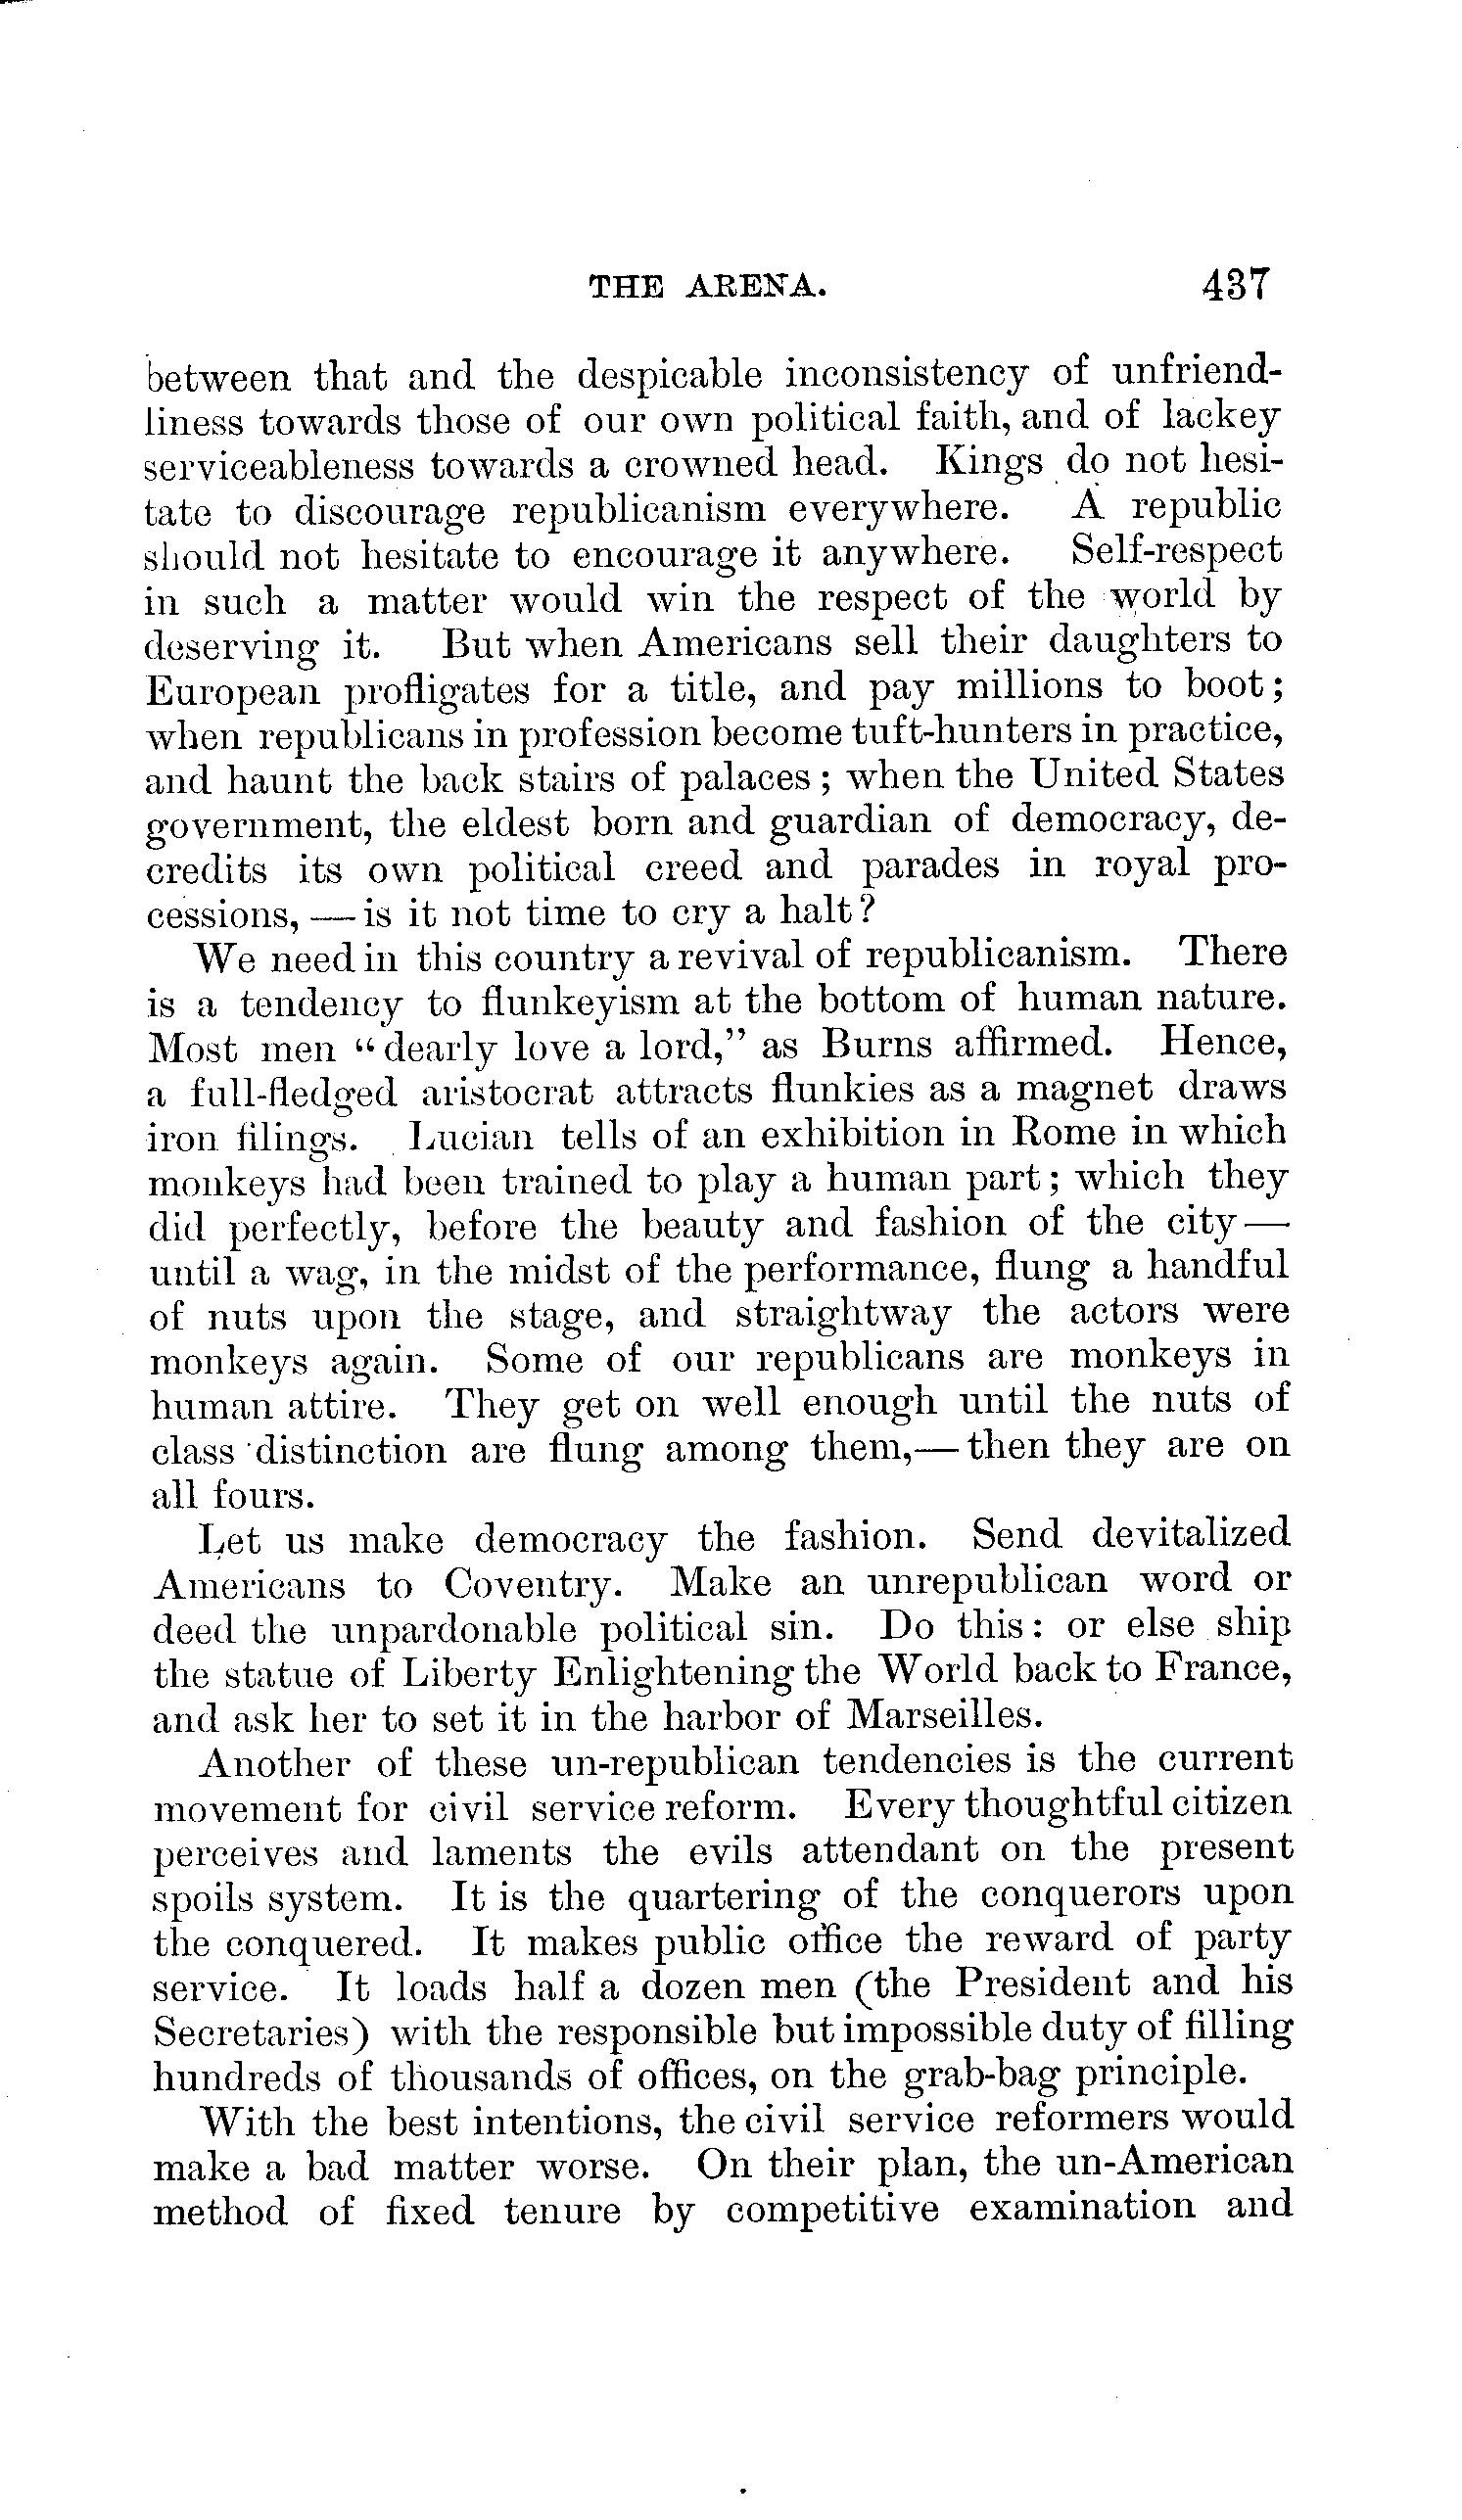 THE ARENA. 437
between that and the despicable inconsistency of unfriend-
liness towards those of our own political faith, and of lackey
serviceableness towards a crowned head. Kings do not hesi-
tate to discourage republicanism everywhere. A republic
should not hesitate to encourage it anywhere. Self-respect
in such a matter would win the respect of the world by
deserving it. But when Americans sell their daughters to
European profligates for a title, and pay millions to boot;
when republicans in profession become tuft-hunters in practice,
and haunt the back stairs of palaces; when the United States
government, the eldest born and guardian of democracy, de-
credits its own political creed and parades in royal pro-
cessions, — is it not time to cry a halt?
We need in this country a revival of republicanism. There
is a tendency to flunkeyism at the bottom of human nature.
Most men "dearly love a lord," as Burns affirmed. Hence,
a full-fledged aristocrat attracts flunkies as a magnet draws
iron filings. Lucian tells of an exhibition in Rome in which
monkeys had been trained to play a human part; which they
did perfectly, before the beauty and fashion of the city —
until a wag, in the midst of the performance, flung a handful
of nuts upon the stage, and straightway the actors were
monkeys again. Some of our republicans are monkeys in
human attire. They get on well enough until the nuts of
class distinction are flung among them,— then they are on
all fours.
Let us make democracy the fashion. Send devitalized
Americans to Coventry. Make an unrepublican word or
deed the unpardonable political sin. Do this: or else ship
the statue of Liberty Enlightening the World back to France,
and ask her to set it in the harbor of Marseilles.
Another of these un-republican tendencies is the current
movement for civil service reform. Every thoughtful citizen
perceives and laments the evils attendant on the present
spoils system. It is the quartering of the conquerors upon
the conquered. It makes public office the reward of party
service. It loads half a dozen men (the President and his
Secretaries) with the responsible but impossible duty of filling
hundreds of thousands of offices, on the grab-bag principle.
With the best intentions, the civil service reformers would
make a bad matter worse. On their plan, the un-American
method of fixed tenure by competitive examination and